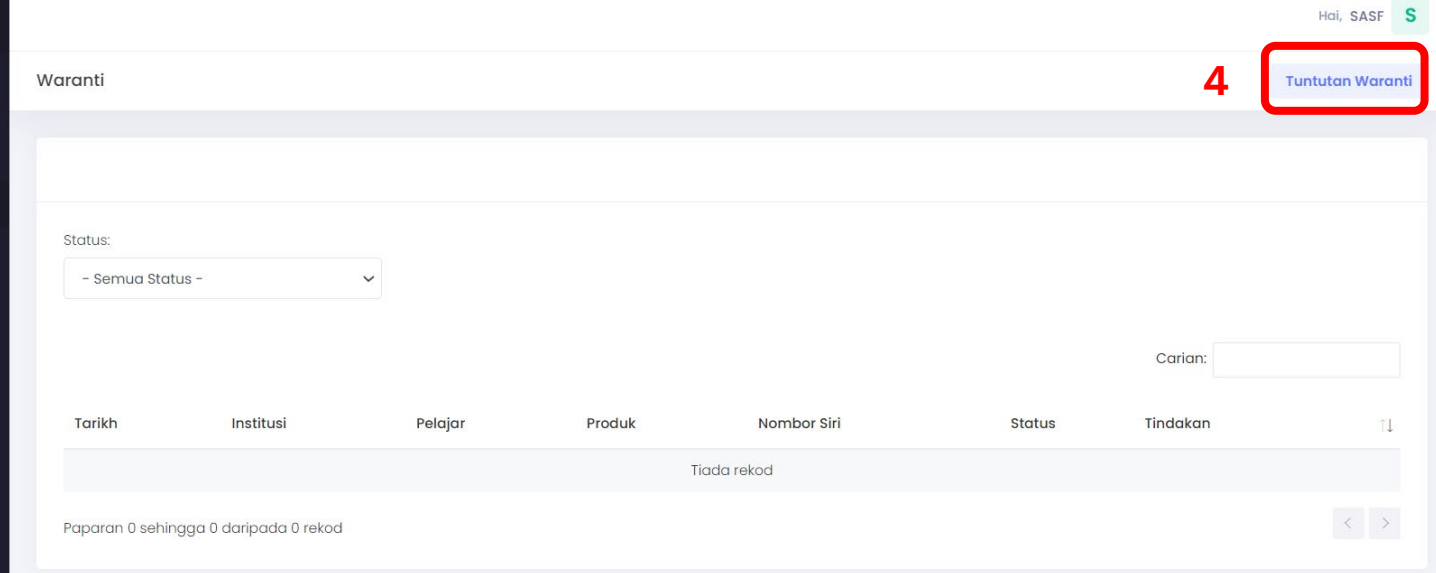 Hai, SASF S
Waranti
4
Tuntutan Waranti
Status:
- Semua Status -
Carian:
Tarikh Institusi Pelajar Produk Nombor Siri Status Tindakan
Tiada rekod
Paparan 0 sehingga 0 daripada 0 rekod